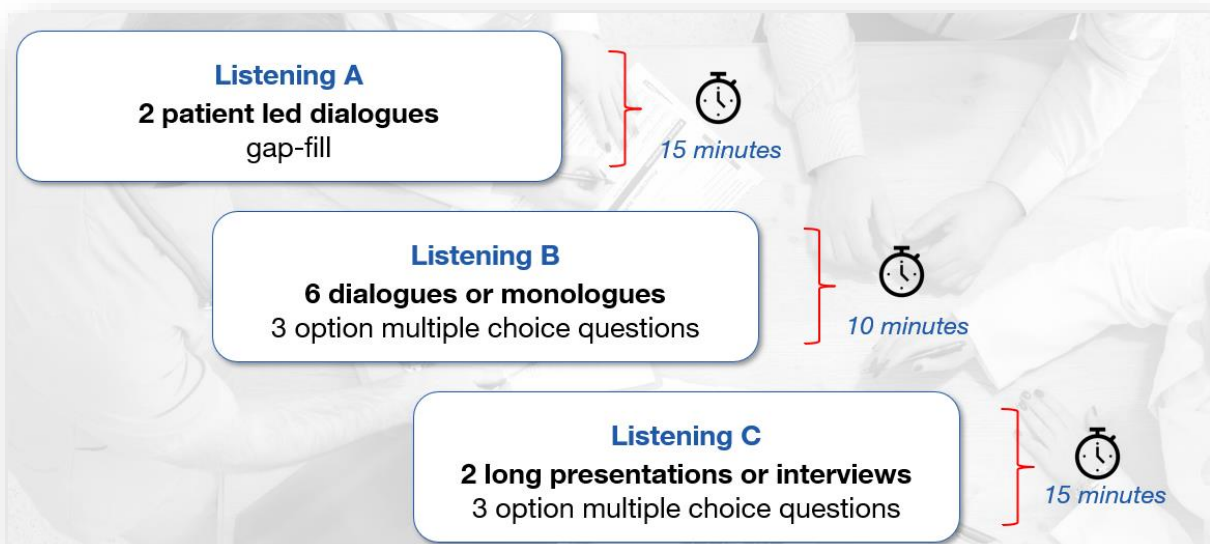 Listening A
2 patient led dialogues
gap-fill
15 minutes
Listening B
6 dialogues or monologues
3 option multiple choice questions
10 minutes
Listening C
2 long presentations or interviews
3 option multiple choice questions
15 minutes